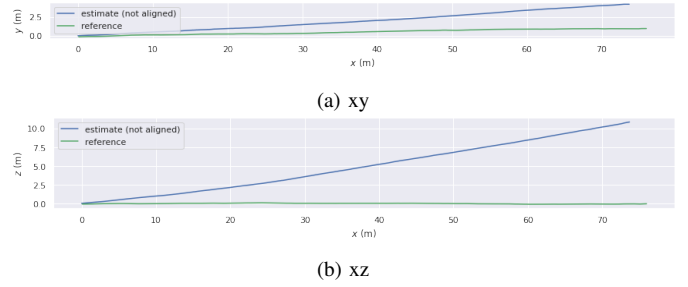 y (m)
2.5
0.0
estimate (not aligned)
reference
0 10 20 30 40 50 60 70
x (m)
(a) xy
z (m)
10.0
7.5
5.0
2.5
0.0
estimate (not aligned)
reference
0 10 20 30 40 50 60 70
x (m)
(b) xz